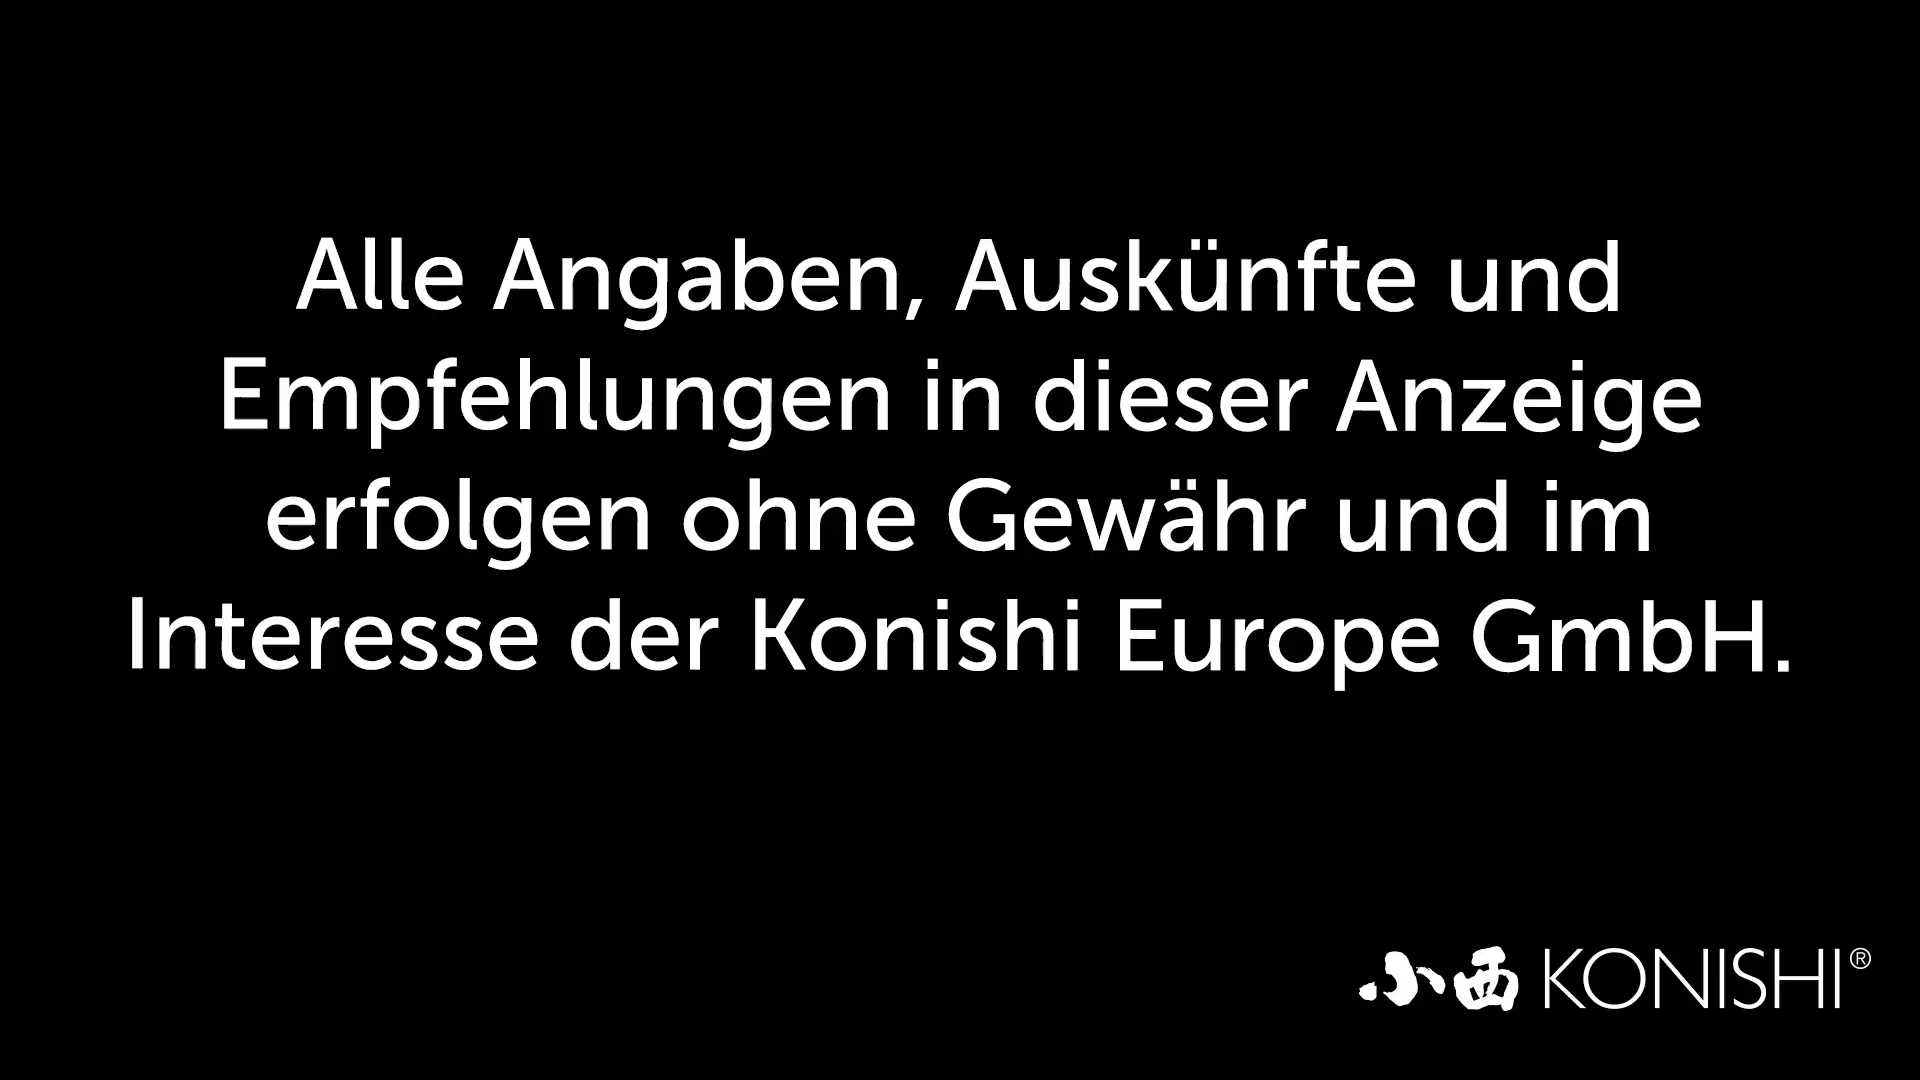 Alle Angaben, Auskünfte und
Empfehlungen in dieser Anzeige
erfolgen ohne Gewähr und im
Interesse der Konishi Europe GmbH.
小西 KONISHI®